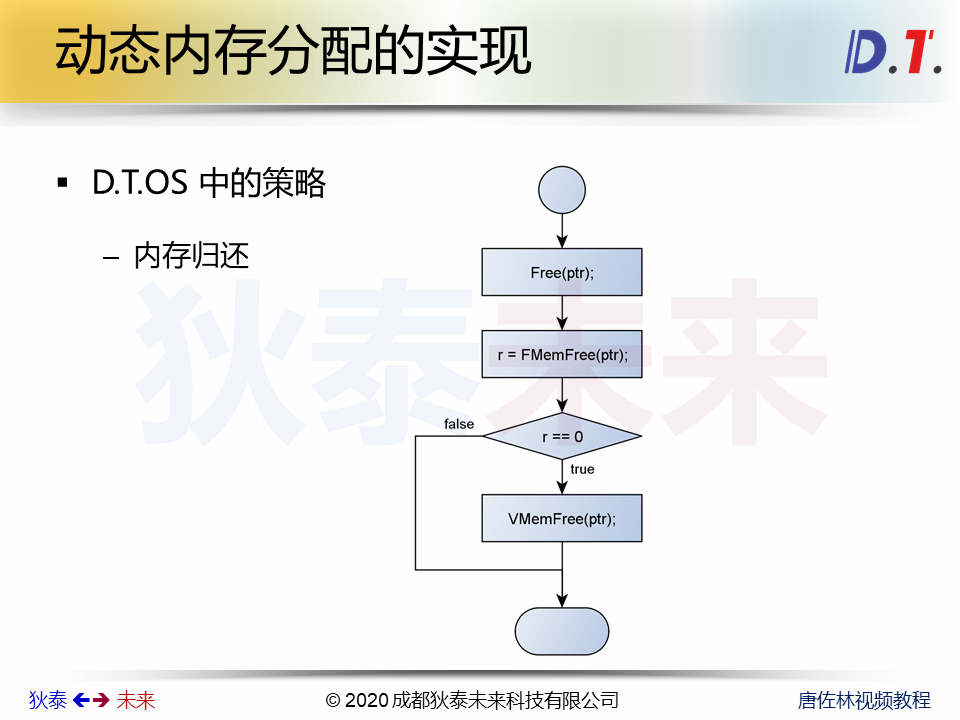 动态内存分配的实现
D.T.
▪ D.T.OS 中的策略
– 内存归还
Free(ptr);
r = FMemFree(ptr);
false
r == 0
true
VMemFree(ptr);
狄泰未来
狄泰 未来
© 2020 成都狄泰未来科技有限公司
唐佐林视频教程